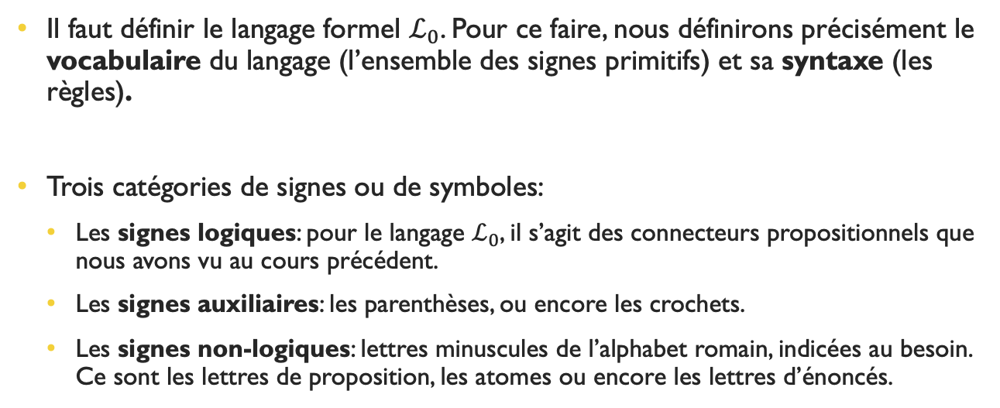 • Il faut définir le langage formel ℒ₀. Pour ce faire, nous définirons précisément le
vocabulaire du langage (l’ensemble des signes primitifs) et sa syntaxe (les
règles).
• Trois catégories de signes ou de symboles:
• Les signes logiques: pour le langage ℒ₀, il s’agit des connecteurs propositionnels que
nous avons vu au cours précédent.
• Les signes auxiliaires: les parenthèses, ou encore les crochets.
• Les signes non-logiques: lettres minuscules de l’alphabet romain, indicées au besoin.
Ce sont les lettres de proposition, les atomes ou encore les lettres d’énoncés.